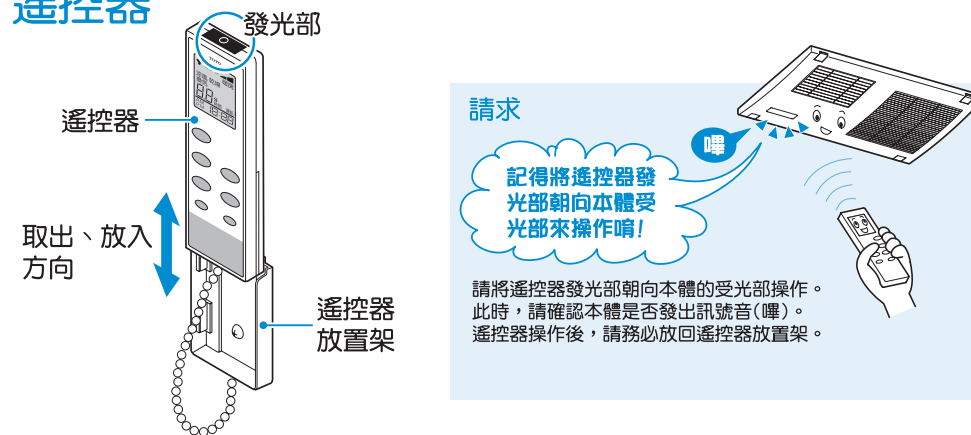 遙控器
發光部
TOTO
遙控器
取出、放入
方向
遙控器
放置架
請求
嗶
記得將遙控器發
光部朝向本體受
光部來操作唷!
請將遙控器發光部朝向本體的受光部操作。
此時，請確認本體是否發出訊號音(嗶)。
遙控器操作後，請務必放回遙控器放置架。